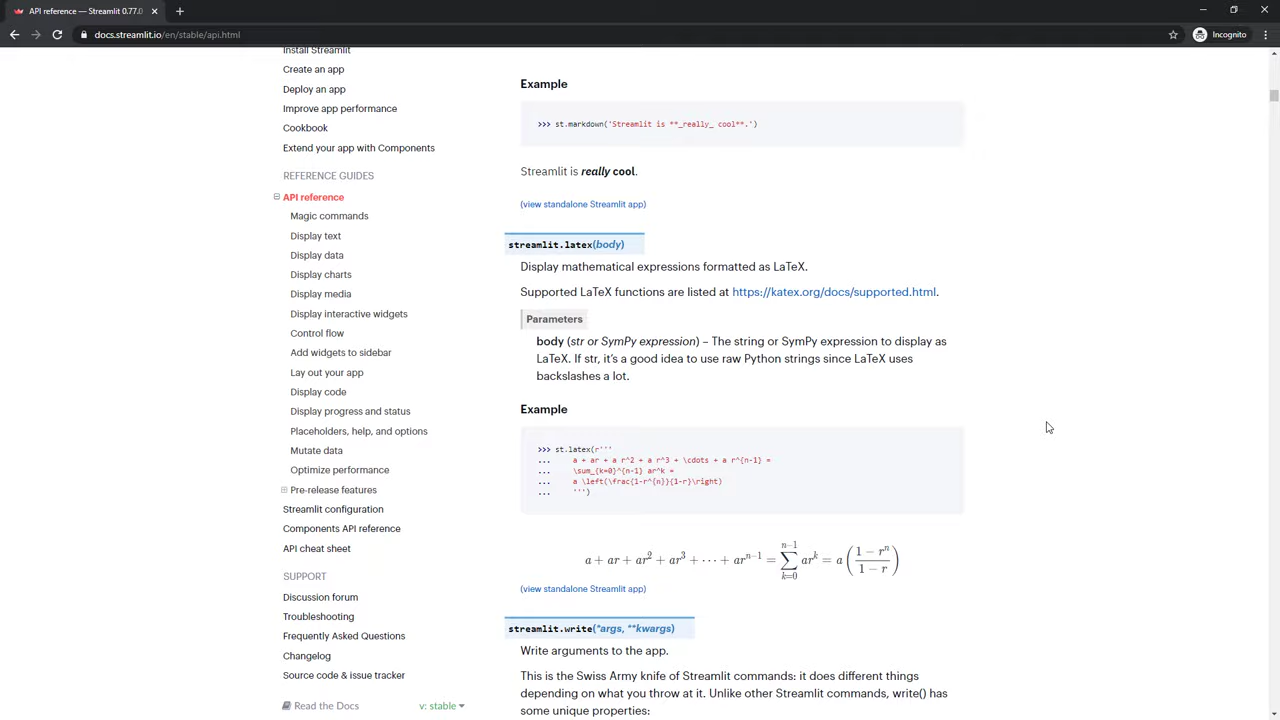 API reference — Streamlit 0.77.0
docs.streamlit.io/en/stable/api.html
Incognito
Install Streamlit
Create an app
Deploy an app
Improve app performance
Cookbook
Extend your app with Components
REFERENCE GUIDES
API reference
Magic commands
Display text
Display data
Display charts
Display media
Display interactive widgets
Control flow
Add widgets to sidebar
Lay out your app
Display code
Display progress and status
Placeholders, help, and options
Mutate data
Optimize performance
Pre-release features
Streamlit configuration
Components API reference
API cheat sheet
SUPPORT
Discussion forum
Troubleshooting
Frequently Asked Questions
Changelog
Source code & issue tracker
Read the Docs
v: stable
Example
>>> st.markdown('Streamlit is **_really_ cool**.')
Streamlit is really cool.
(view standalone Streamlit app)
streamlit.latex(body)
Display mathematical expressions formatted as LaTeX.
Supported LaTeX functions are listed at https://katex.org/docs/supported.html.
Parameters
body (str or SymPy expression) – The string or SymPy expression to display as
LaTeX. If str, it's a good idea to use raw Python strings since LaTeX uses
backslashes a lot.
Example
>>> st.latex(r'''
...     a + ar + a r^2 + a r^3 + \cdots + a r^{n-1} =
...     \sum_{k=0}^{n-1} ar^k =
...     a \left(\frac{1-r^{n}}{1-r}\right)
...     ''')
a + ar + ar² + ar³ + ⋯ + arⁿ⁻¹ = ∑ₖ₌₀ⁿ⁻¹ arᵏ = a((1 − rⁿ)/(1 − r))
(view standalone Streamlit app)
streamlit.write(*args, **kwargs)
Write arguments to the app.
This is the Swiss Army knife of Streamlit commands: it does different things
depending on what you throw at it. Unlike other Streamlit commands, write() has
some unique properties: